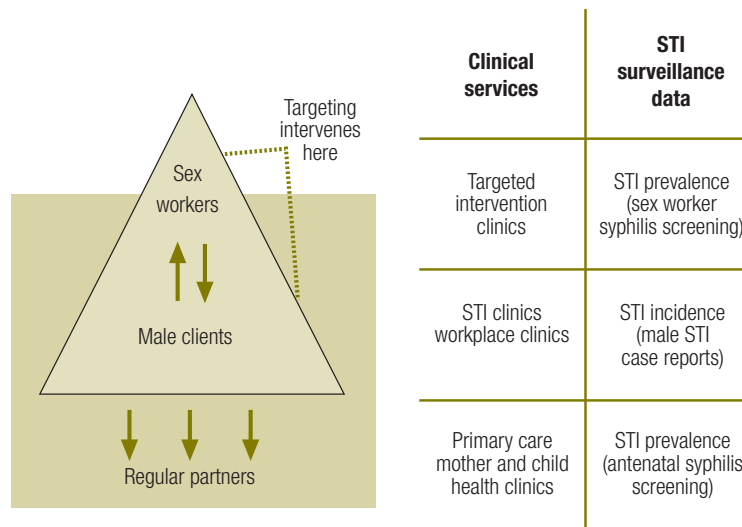 Targeting
intervenes
here
Sex
workers
Male clients
Regular partners
Clinical
services
STI
surveillance
data
Targeted
intervention
clinics
STI prevalence
(sex worker
syphilis screening)
STI clinics
workplace clinics
STI incidence
(male STI
case reports)
Primary care
mother and child
health clinics
STI prevalence
(antenatal syphilis
screening)